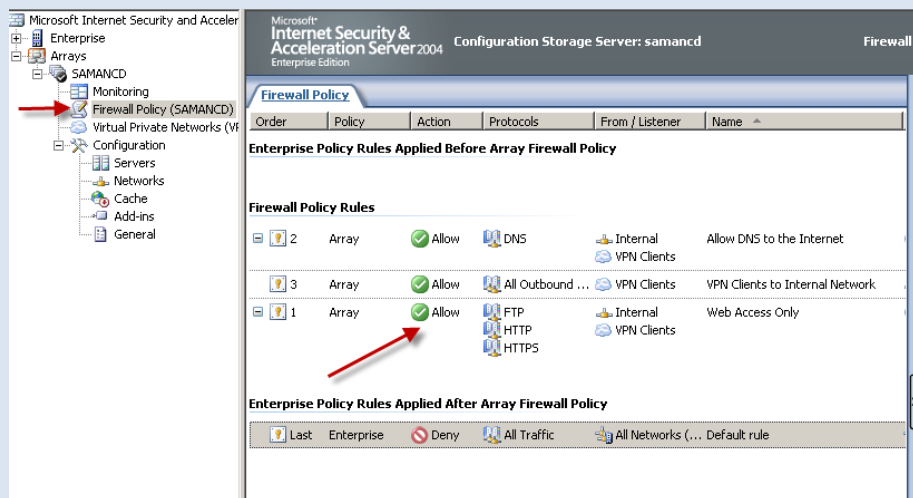 Microsoft Internet Security and Acceler
Enterprise
Arrays
SAMANCD
Monitoring
Firewall Policy (SAMANCD)
Virtual Private Networks (VP
Configuration
Servers
Networks
Cache
Add-ins
General
Microsoft
Internet Security &
Acceleration Server 2004
Enterprise Edition
Configuration Storage Server: samancd
Firewall
Firewall Policy
Order Policy Action Protocols From / Listener Name
Enterprise Policy Rules Applied Before Array Firewall Policy
Firewall Policy Rules
2 Array Allow DNS Internal Allow DNS to the Internet
VPN Clients
3 Array Allow All Outbound ... VPN Clients VPN Clients to Internal Network
1 Array Allow FTP Internal Web Access Only
HTTP VPN Clients
HTTPS
Enterprise Policy Rules Applied After Array Firewall Policy
Last Enterprise Deny All Traffic All Networks (... Default rule